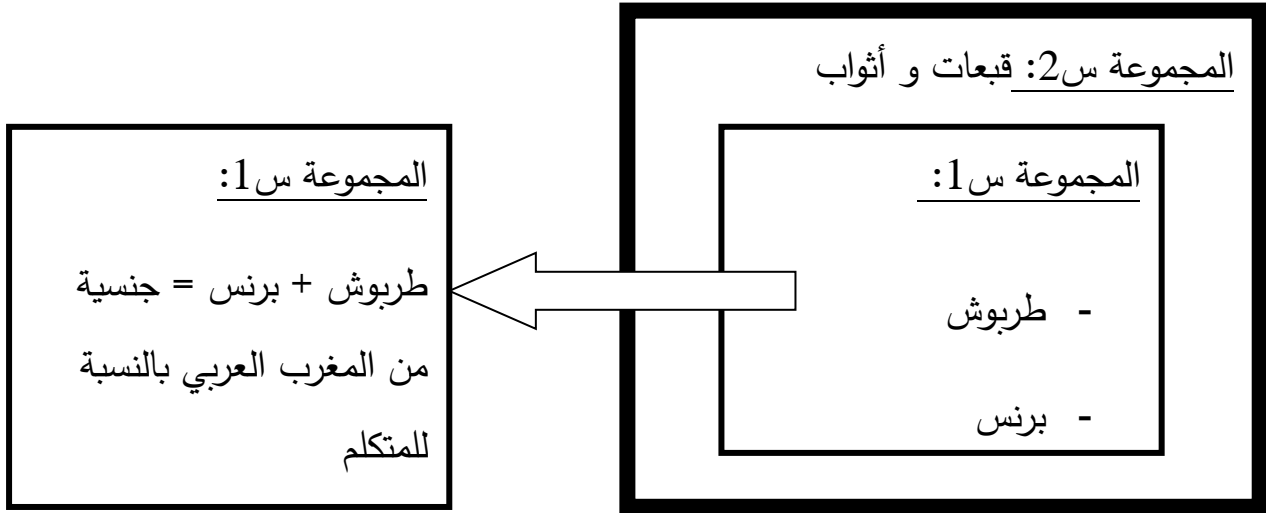 المجموعة س2: قبعات و أثواب
المجموعة س1:
- طربوش
- برنس
المجموعة س1:
طربوش + برنس = جنسية
من المغرب العربي بالنسبة
للمتكلم